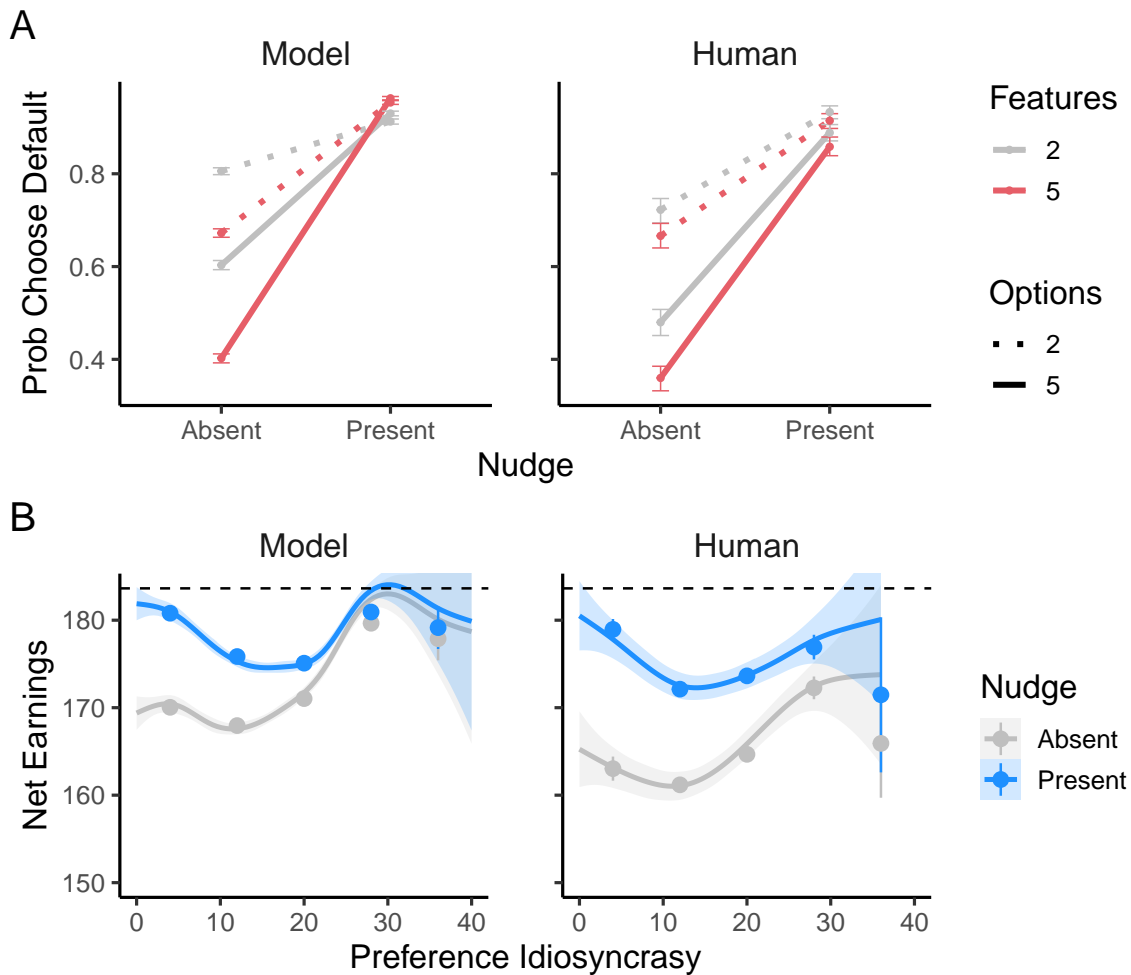 A
Model
Human
Prob Choose Default
0.8
0.6
0.4
Absent
Present
Absent
Present
Nudge
Features
2
5
Options
2
5
B
Model
Human
Net Earnings
180
170
160
150
0
10
20
30
40
0
10
20
30
40
Preference Idiosyncrasy
Nudge
Absent
Present